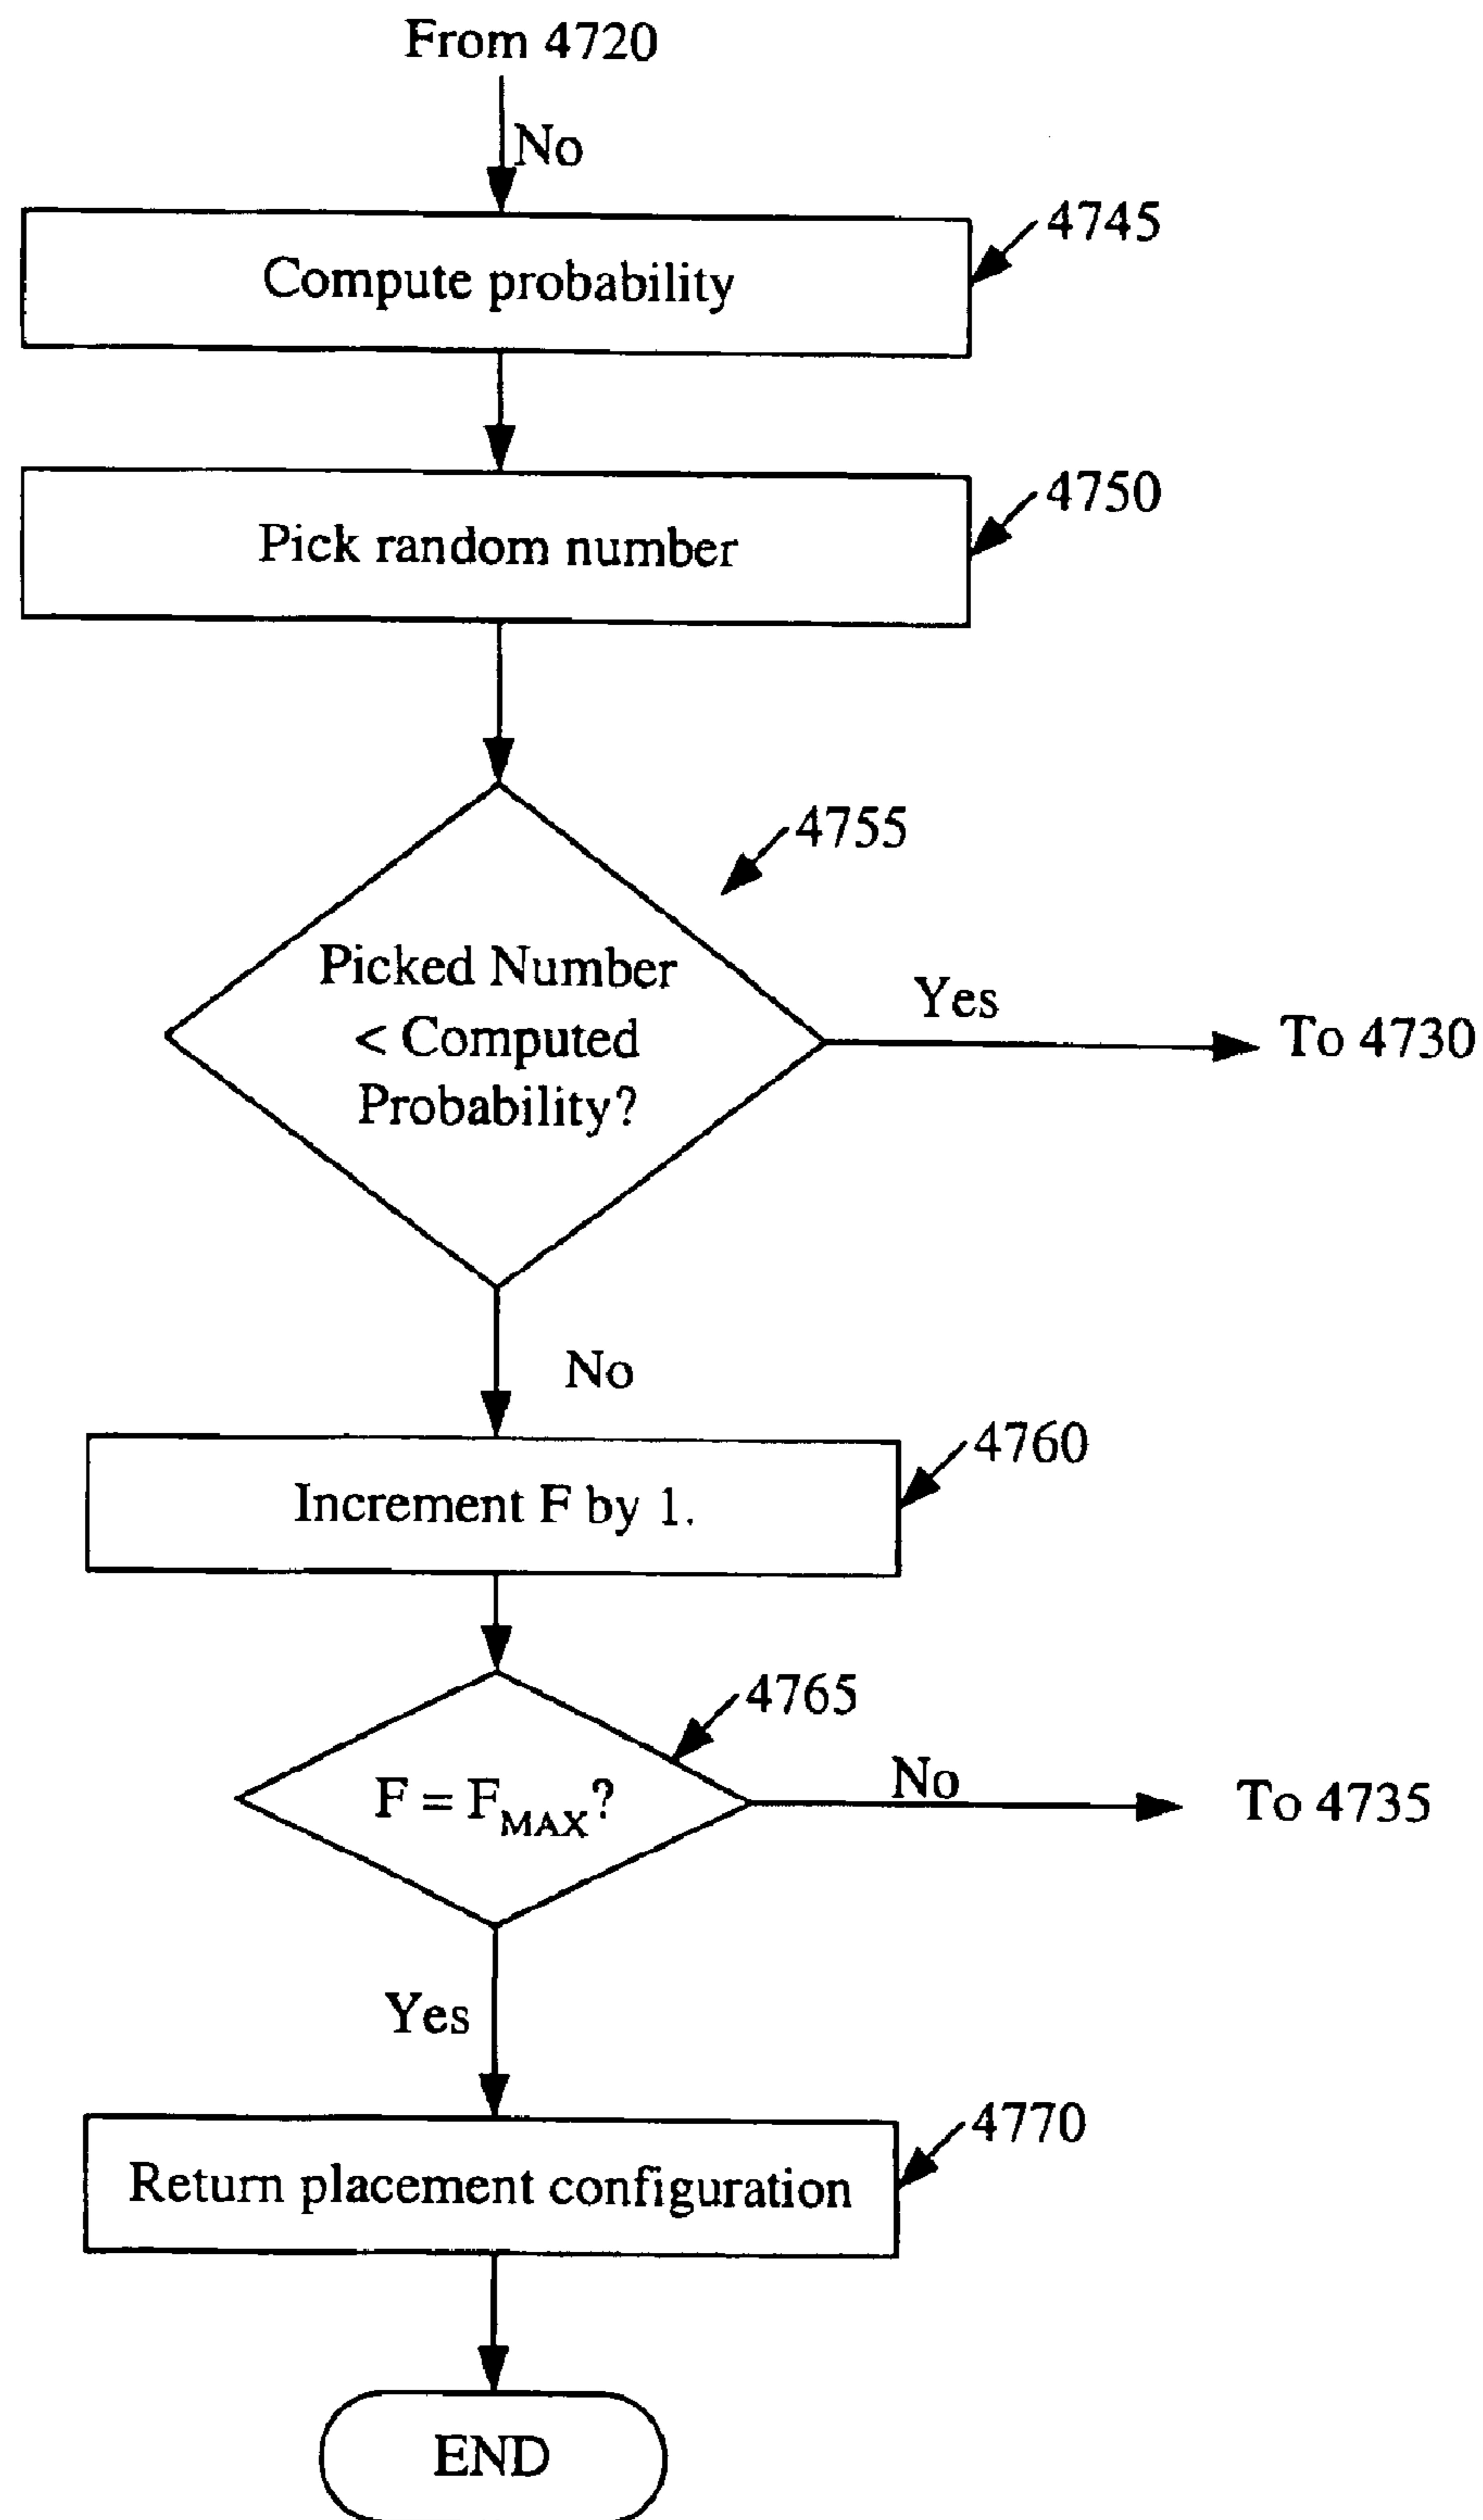 From 4720
No
4745
Compute probability
4750
Pick random number
4755
Picked Number
< Computed
Probability?
Yes
To 4730
No
4760
Increment F by 1.
4765
F = FMAX?
No
To 4735
Yes
4770
Return placement configuration
END